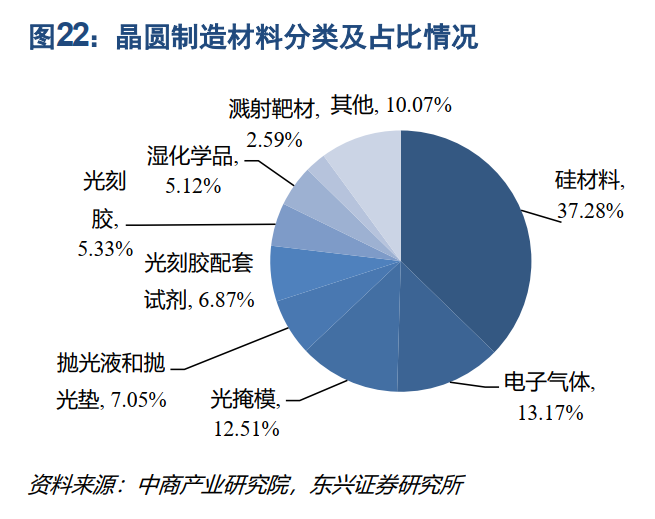 图22：晶圆制造材料分类及占比情况
溅射靶材,
2.59%
其他, 10.07%
湿化学品,
5.12%
硅材料,
37.28%
光刻
胶,
5.33%
光刻胶配套
试剂, 6.87%
抛光液和抛
光垫, 7.05%
光掩模,
12.51%
电子气体,
13.17%
资料来源：中商产业研究院，东兴证券研究所